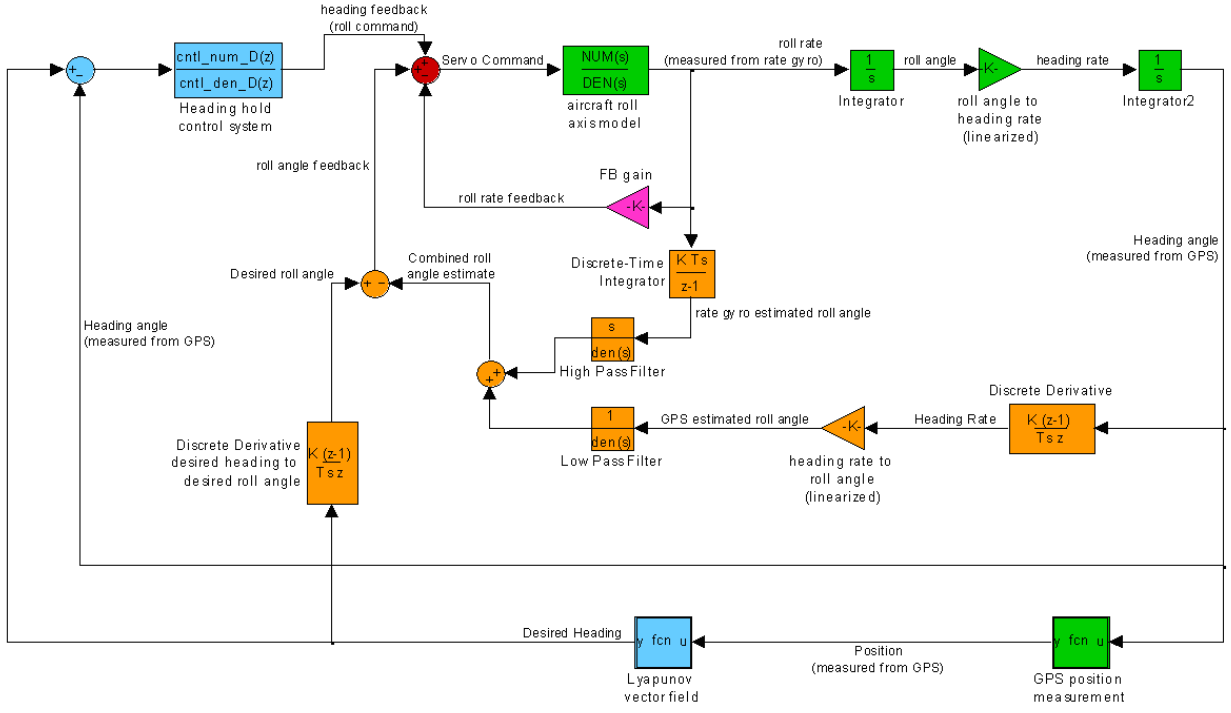 heading feedback
(roll command)
cntl_num_D(z)
cntl_den_D(z)
Heading hold
control system
+
-
+
+
-
Servo Command
NUM(s)
DEN(s)
aircraft roll
axis model
roll rate
(measured from rate gyro)
1
s
Integrator
roll angle
-K-
roll angle to
heading rate
(linearized)
heading rate
1
s
Integrator2
roll angle feedback
FB gain
roll rate feedback
-K-
Heading angle
(measured from GPS)
Desired roll angle
Combined roll
angle estimate
+ -
Discrete-Time
Integrator
K Ts
z-1
rate gyro estimated roll angle
Heading angle
(measured from GPS)
s
den(s)
High Pass Filter
+
+
1
den(s)
Low Pass Filter
GPS estimated roll angle
-K-
heading rate to
roll angle
(linearized)
Heading Rate
Discrete Derivative
K (z-1)
Ts z
Discrete Derivative
desired heading to
desired roll angle
K (z-1)
Ts z
Desired Heading
y fcn u
Lyapunov
vector field
Position
(measured from GPS)
y fcn u
GPS position
measurement